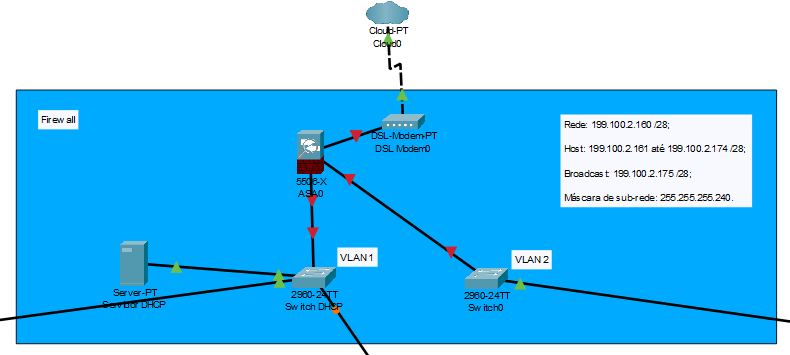 Cloud-PT
Cloud0
Firewall
DSL-Modem-PT
DSL Modem0
Rede: 199.100.2.160 /28;
Host: 199.100.2.161 até 199.100.2.174 /28;
Broadcast: 199.100.2.175 /28;
Máscara de sub-rede: 255.255.255.240.
5506-X
ASA0
VLAN 1
VLAN 2
Server-PT
Servidor DHCP
2960-24TT
Switch DHCP
2960-24TT
Switch0